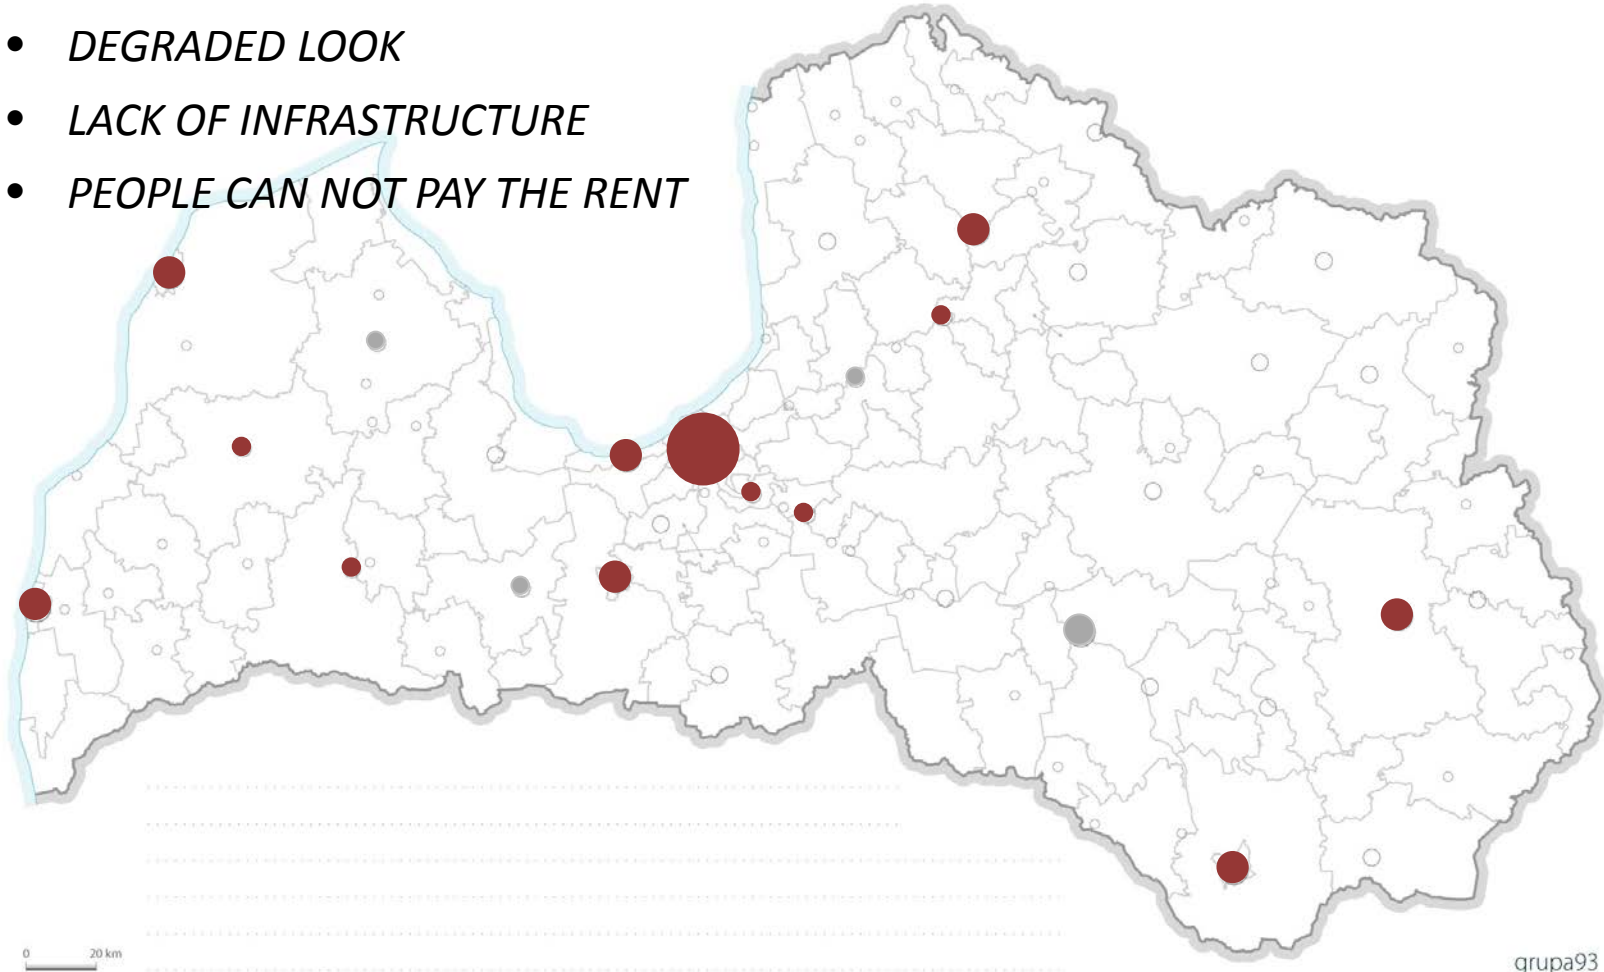 • DEGRADED LOOK
• LACK OF INFRASTRUCTURE
• PEOPLE CAN NOT PAY THE RENT
0 20 km
grupa93